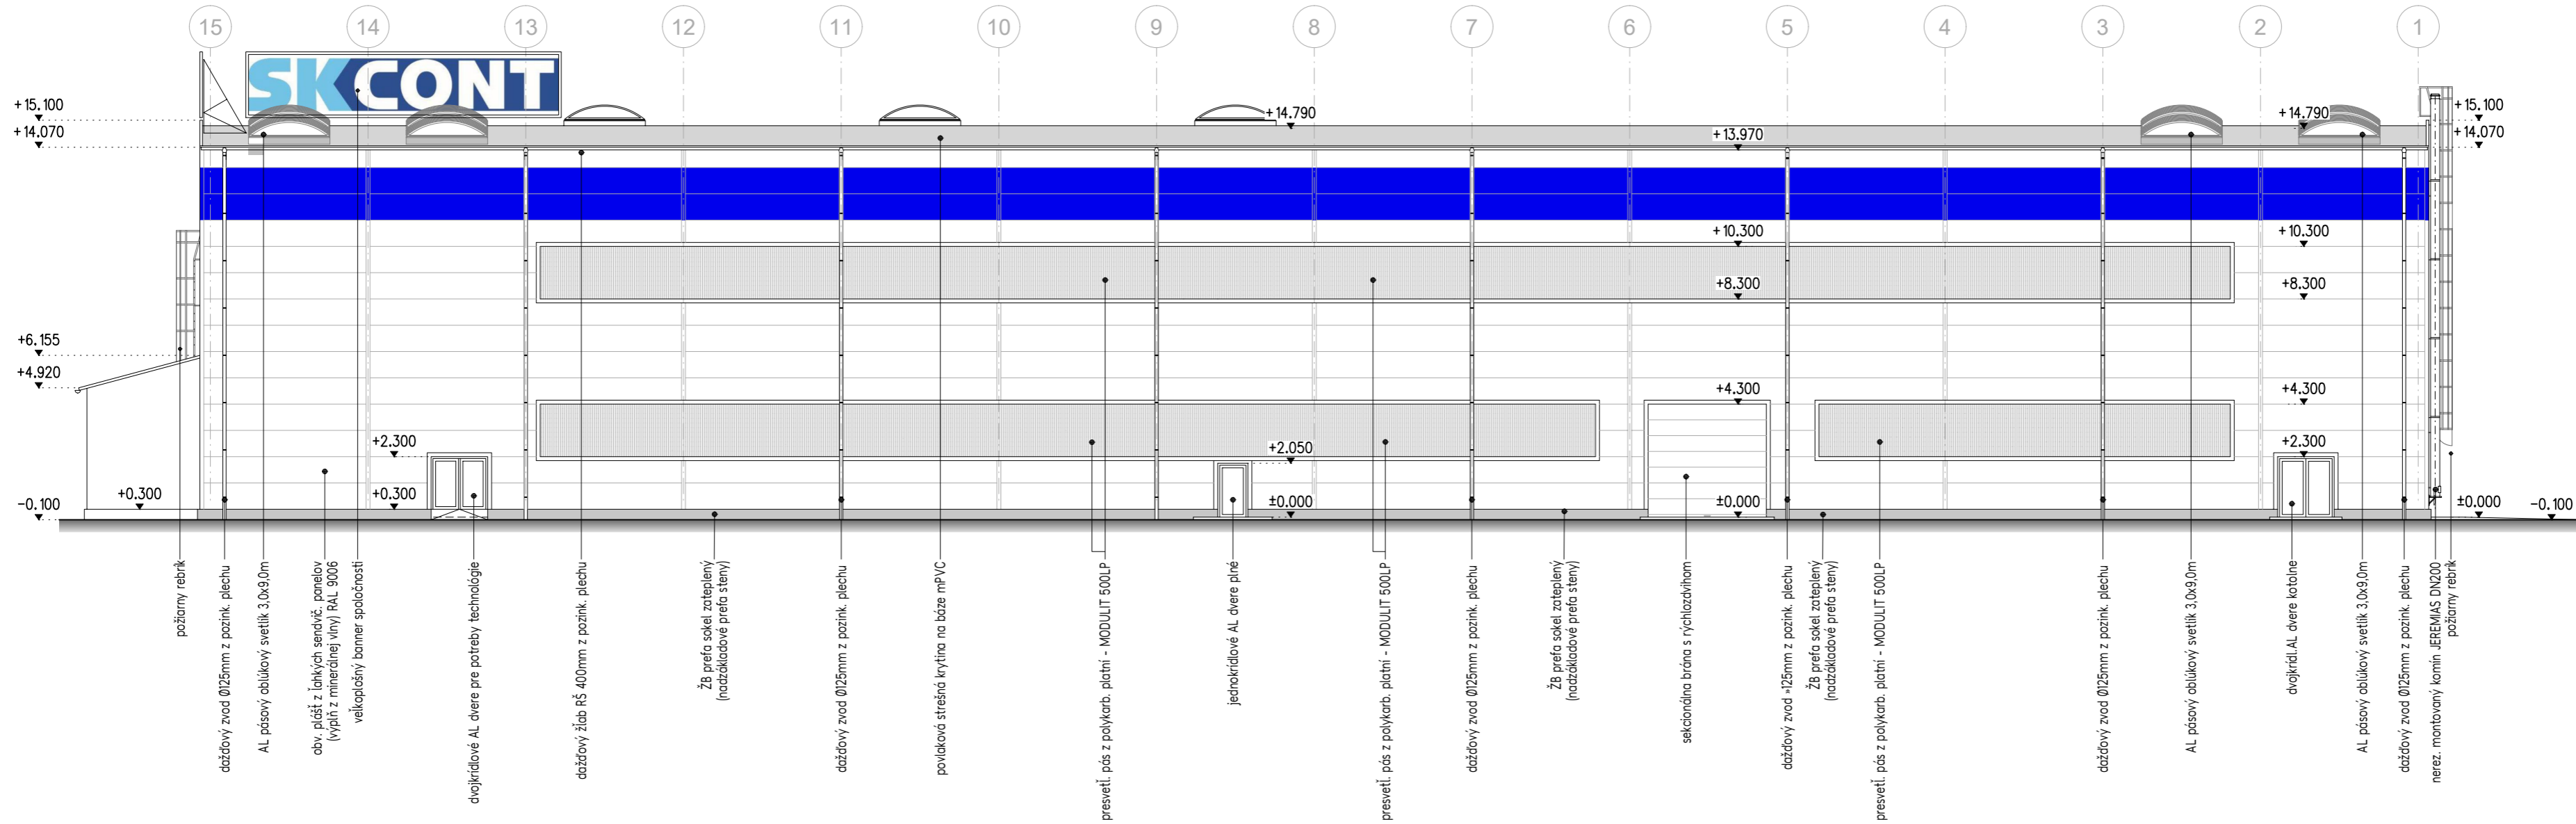 15 14 13 12 11 10 9 8 7 6 5 4 3 2 1
SKCONT
+15.100
+14.070
+14.790
+13.970
+14.790
+15.100
+14.070
+10.300
+10.300
+8.300
+8.300
+6.155
+4.920
+4.300
+4.300
+2.300
+2.050
+2.300
+0.300
+0.300
-0.100
±0.000
±0.000
±0.000
-0.100
požiarny rebrík
dažďový zvod Ø125mm z pozink. plechu
AL pásový oblúkový svetlík 3,0x9,0m
obv. plášť z ľahkých sendvič. panelov
(výplň z minerálnej vlny) RAL 9006
velkoplošný banner spoločnosti
dvojkrídlové AL dvere pre potreby technológie
dažďový žľab RŠ 400mm z pozink. plechu
ŽB prefa sokel zateplený
(nadzákladové prefa steny)
dažďový zvod Ø125mm z pozink. plechu
povlaková strešná krytina na báze mPVC
presvetl. pás z polykarb. platní - MODULIT 500LP
jednokrídlové AL dvere plné
presvetl. pás z polykarb. platní - MODULIT 500LP
dažďový zvod Ø125mm z pozink. plechu
ŽB prefa sokel zateplený
(nadzákladové prefa steny)
sekcionálna brána s rýchlozdvihom
dažďový zvod »125mm z pozink. plechu
ŽB prefa sokel zateplený
(nadzákladové prefa steny)
presvetl. pás z polykarb. platní - MODULIT 500LP
dažďový zvod Ø125mm z pozink. plechu
AL pásový oblúkový svetlík 3,0x9,0m
dvojkrídl.AL dvere kotolne
AL pásový oblúkový svetlík 3,0x9,0m
dažďový zvod Ø125mm z pozink. plechu
nerez. montovaný komín JEREMIAS DN200
požiarny rebrík